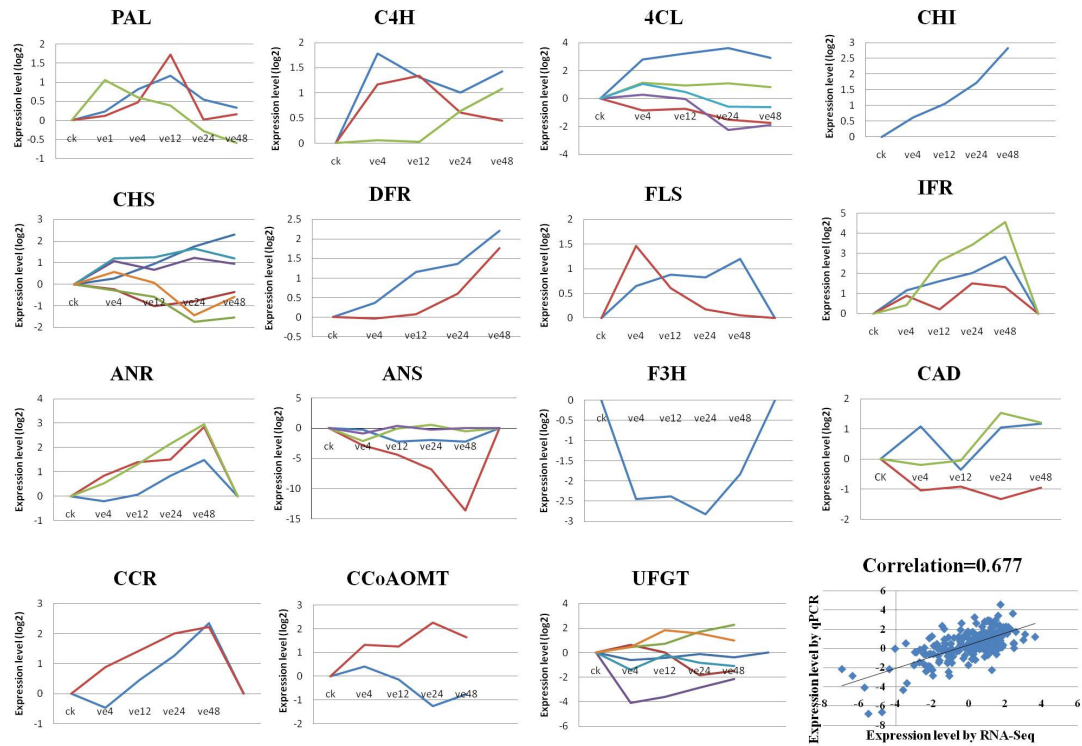 PAL
Expression level (log2)
2
1.5
1
0.5
0
-0.5
-1
ck ve1 ve4 ve12 ve24 ve48
C4H
Expression level (log2)
2
1.5
1
0.5
0
ck ve4 ve12 ve24 ve48
4CL
Expression level (log2)
4
2
0
-2
-4
ck ve4 ve12 ve24 ve48
CHI
Expression level (log2)
3
2.5
2
1.5
1
0.5
0
ck ve4 ve12 ve24 ve48
CHS
Expression level (log2)
3
2
1
0
-1
-2
ck ve4 ve12 ve24 ve48
DFR
Expression level (log2)
2.5
2
1.5
1
0.5
0
-0.5
ck ve4 ve12 ve24 ve48
FLS
Expression level (log2)
2
1.5
1
0.5
0
ck ve4 ve12 ve24 ve48
IFR
Expression level (log2)
5
4
3
2
1
0
ck ve4 ve12 ve24 ve48
ANR
Expression level (log2)
4
3
2
1
0
-1
ck ve4 ve12 ve24 ve48
ANS
Expression level (log2)
5
0
-5
-10
-15
ck ve4 ve12 ve24 ve48
F3H
Expression level (log2)
0
-0.5
-1
-1.5
-2
-2.5
-3
ck ve4 ve12 ve24 ve48
CAD
Expression level (log2)
2
1
0
-1
-2
CK ve4 ve12 ve24 ve48
CCR
Expression level (log2)
3
2
1
0
-1
ck ve4 ve12 ve24 ve48
CCoAOMT
Expression level (log2)
3
2
1
0
-1
-2
ck ve4 ve12 ve24 ve48
UFGT
Expression level (log2)
4
2
0
-2
-4
-6
ck ve4 ve12 ve24 ve48
Correlation=0.677
Expression level by qPCR
6
4
2
0
-2
-4
-6
-8
-8 -6 -4 -2 0 2 4 6
Expression level by RNA-Seq